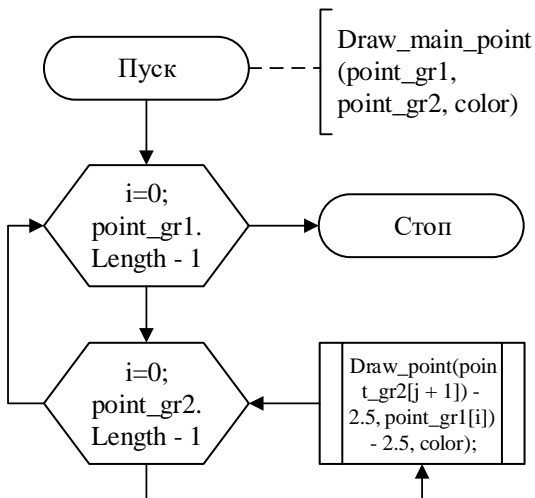 Пуск
Draw_main_point
(point_gr1,
point_gr2, color)
i=0;
point_gr1.
Length - 1
Стоп
i=0;
point_gr2.
Length - 1
Draw_point(poin
t_gr2[j + 1]) -
2.5, point_gr1[i])
- 2.5, color);